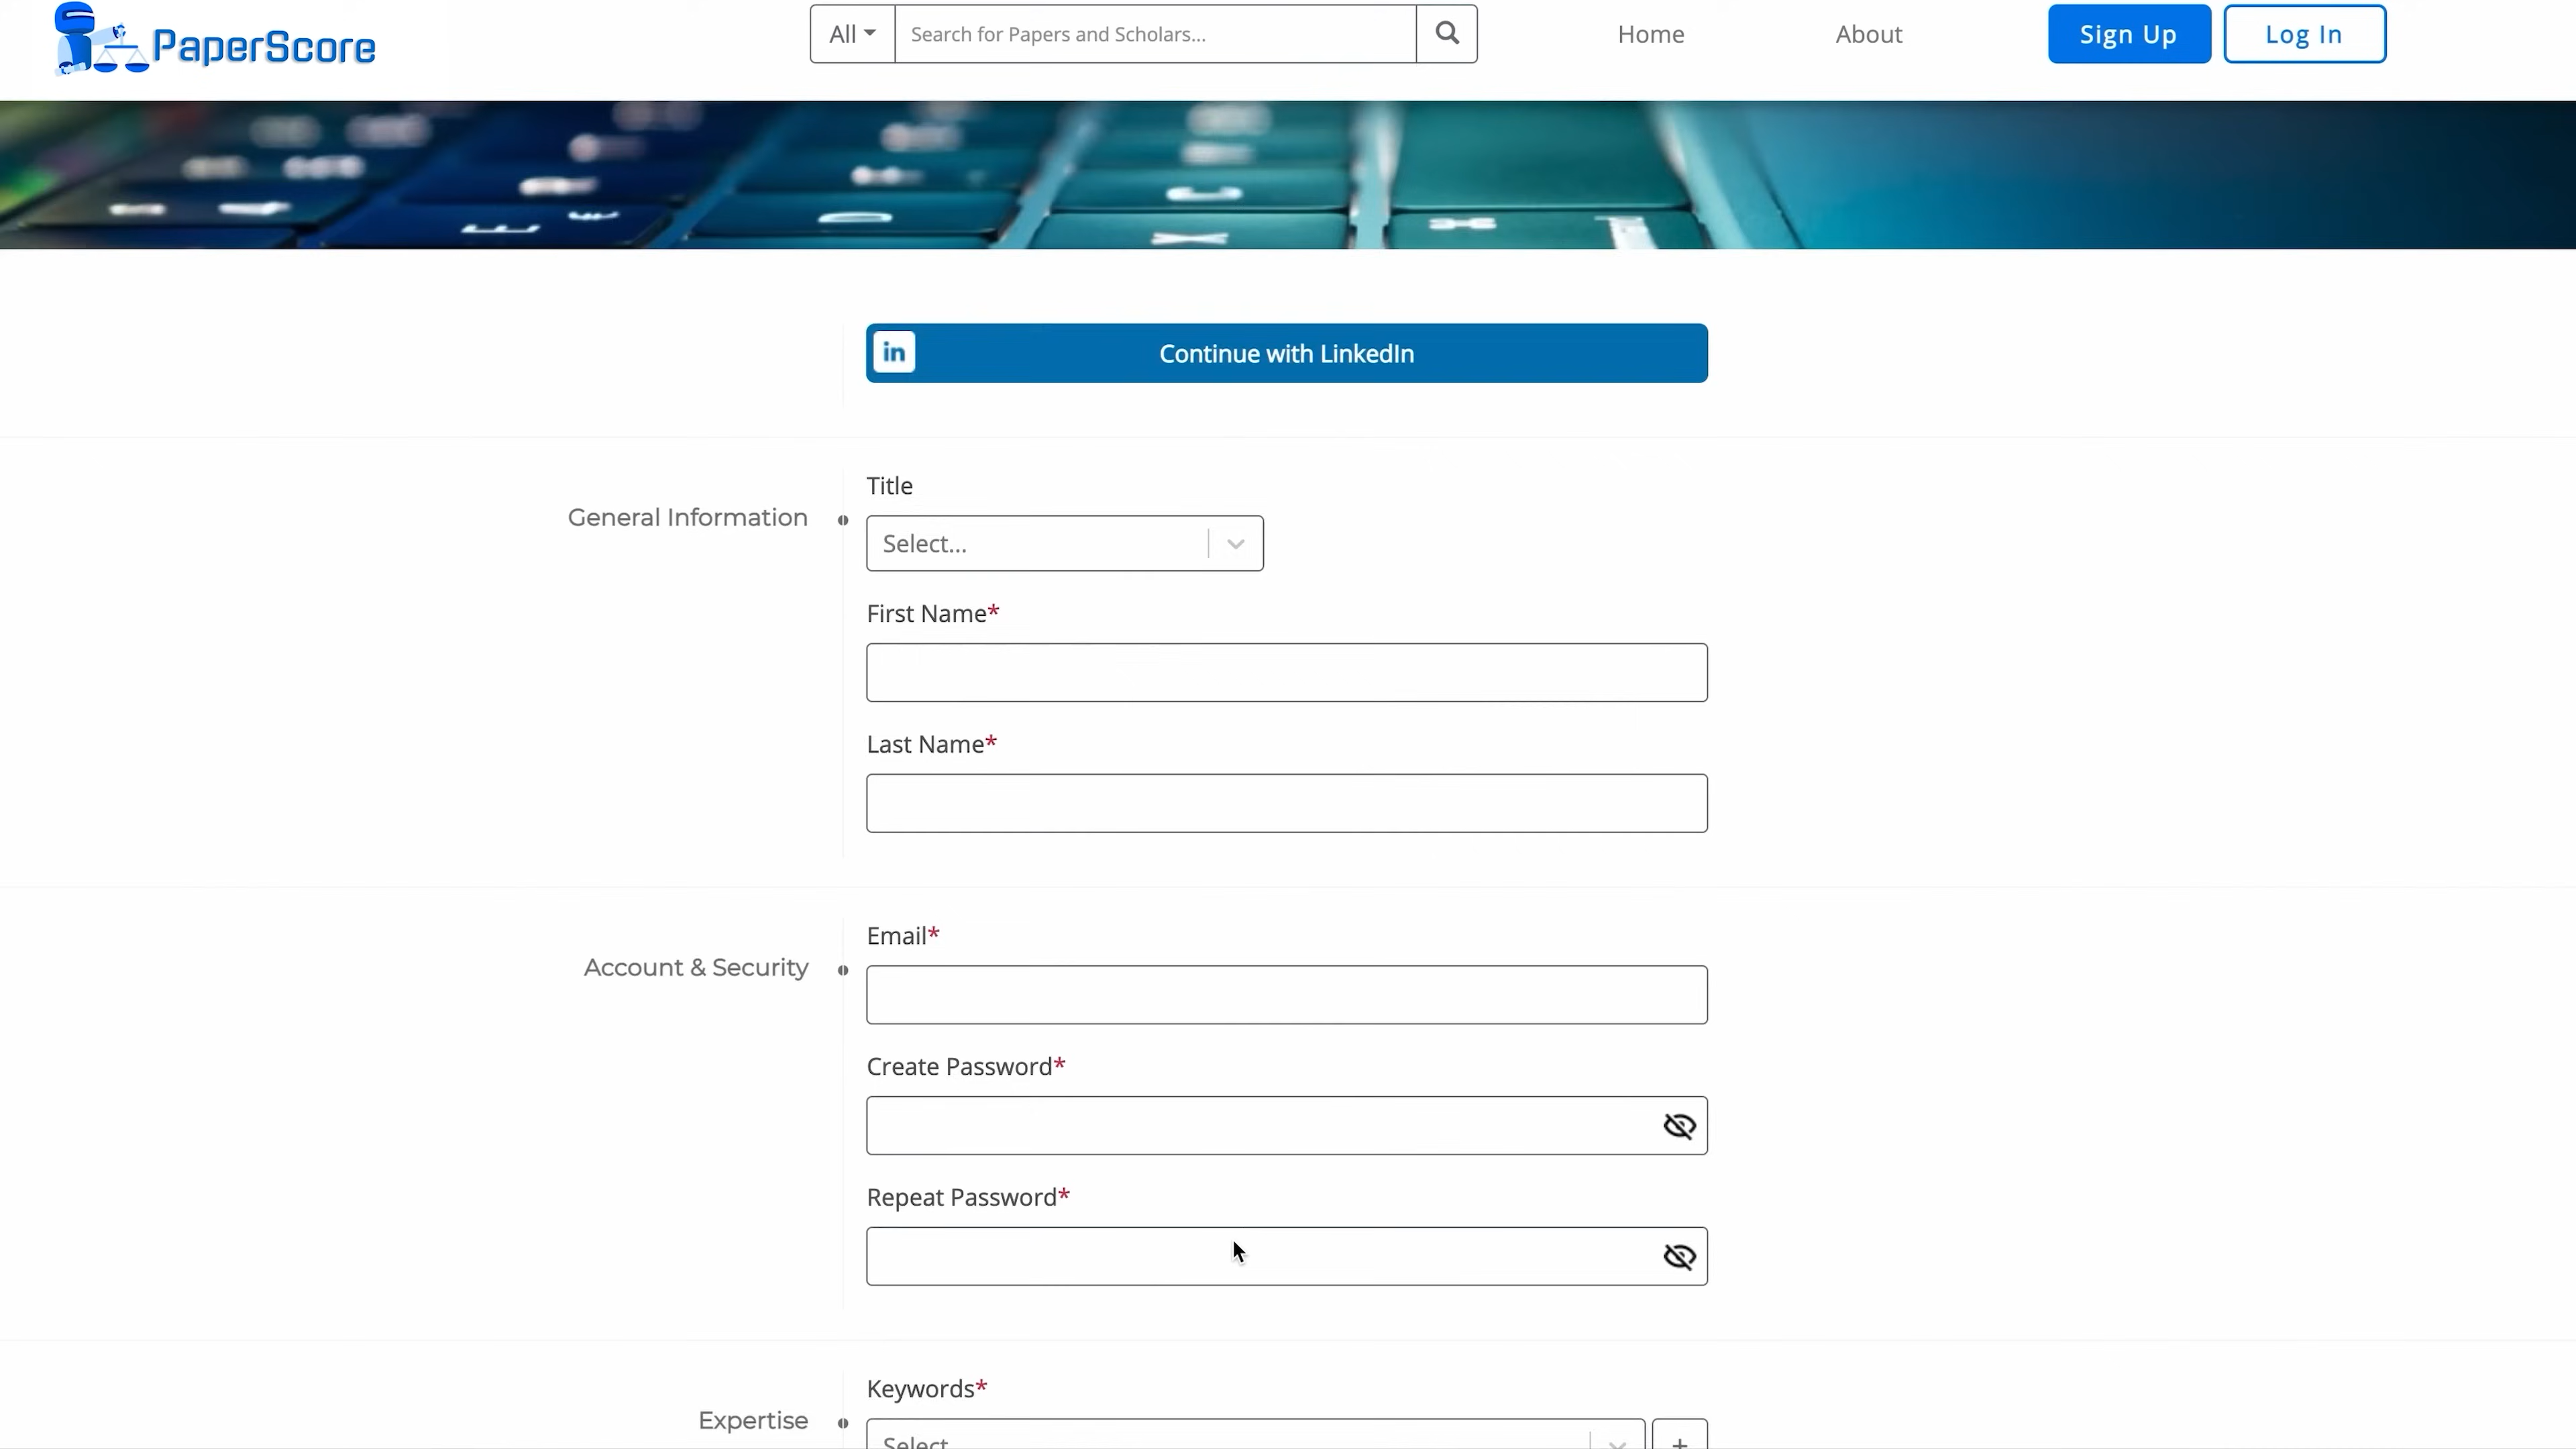 PaperScore
All
Search for Papers and Scholars...
Home
About
Sign Up
Log In
in
Continue with LinkedIn
General Information
Title
Select...
First Name*
Last Name*
Account & Security
Email*
Create Password*
Repeat Password*
Expertise
Keywords*
Select
+